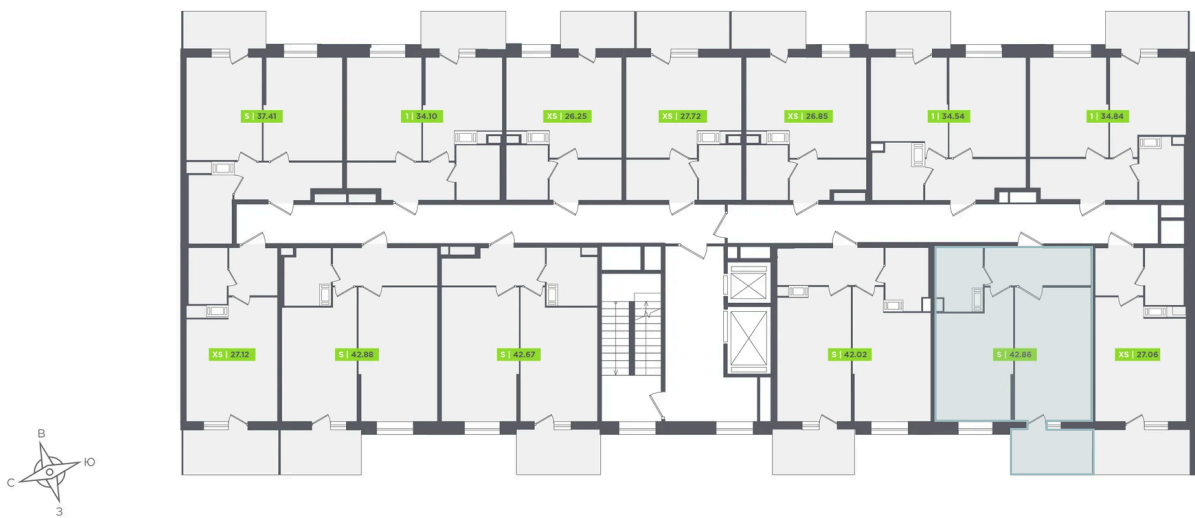 S | 37.41
1 | 34.10
XS | 26.25
XS | 27.72
XS | 26.85
1 | 34.54
1 | 34.84
XS | 27.12
S | 42.88
S | 42.67
S | 42.02
S | 42.86
XS | 27.06
В
Ю
С
З